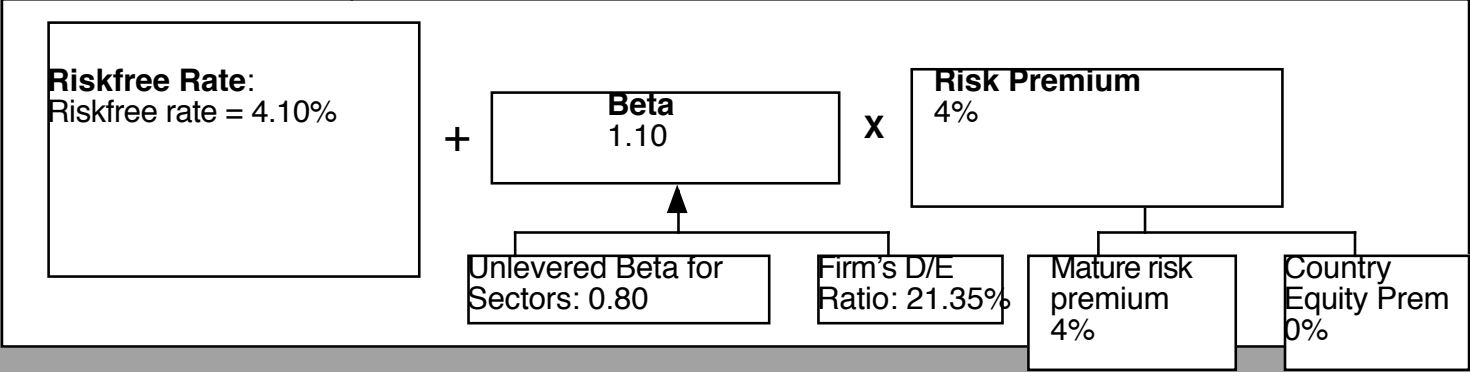 Riskfree Rate:
Riskfree rate = 4.10%
+
Beta
1.10
X
Risk Premium
4%
Unlevered Beta for
Sectors: 0.80
Firm's D/E
Ratio: 21.35%
Mature risk
premium
4%
Country
Equity Prem
0%